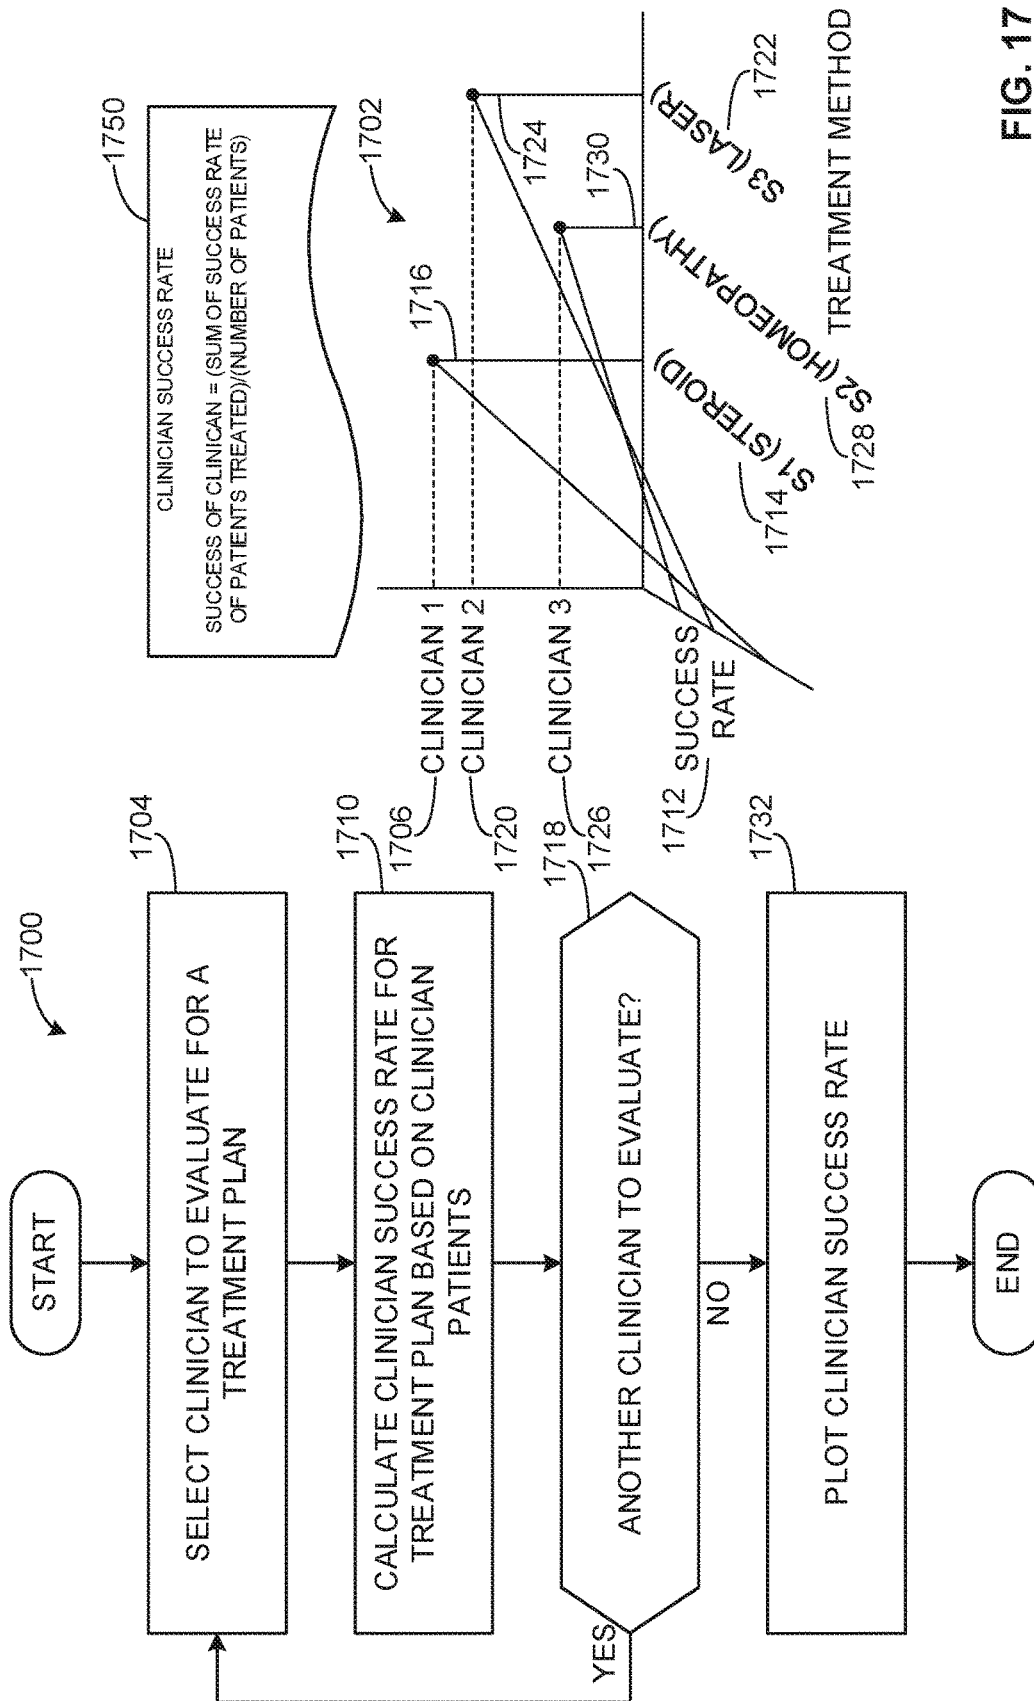 1700
START
SELECT CLINICIAN TO EVALUATE FOR A
TREATMENT PLAN
1704
CALCULATE CLINICIAN SUCCESS RATE FOR
TREATMENT PLAN BASED ON CLINICIAN
PATIENTS
1710
ANOTHER CLINICIAN TO EVALUATE?
1718
YES
NO
PLOT CLINICIAN SUCCESS RATE
1732
END
1750
CLINICIAN SUCCESS RATE
SUCCESS OF CLINICAN = (SUM OF SUCCESS RATE
OF PATIENTS TREATED)/(NUMBER OF PATIENTS)
1702
1706
CLINICIAN 1
1716
1720
CLINICIAN 2
1724
1726
CLINICIAN 3
1730
1712
SUCCESS
RATE
S1 (STEROID)
1714
S2 (HOMEOPATHY)
1728
S3 (LASER)
1722
TREATMENT METHOD
FIG. 17